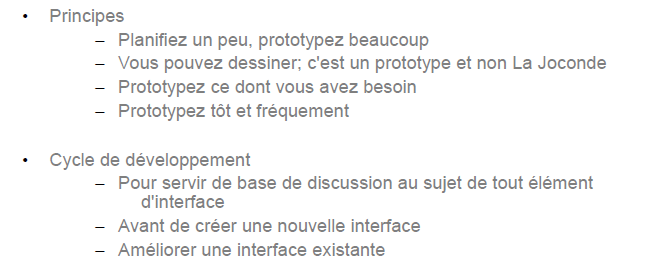 • Principes
– Planifiez un peu, prototypez beaucoup
– Vous pouvez dessiner; c'est un prototype et non La Joconde
– Prototypez ce dont vous avez besoin
– Prototypez tôt et fréquement
• Cycle de développement
– Pour servir de base de discussion au sujet de tout élément
d'interface
– Avant de créer une nouvelle interface
– Améliorer une interface existante